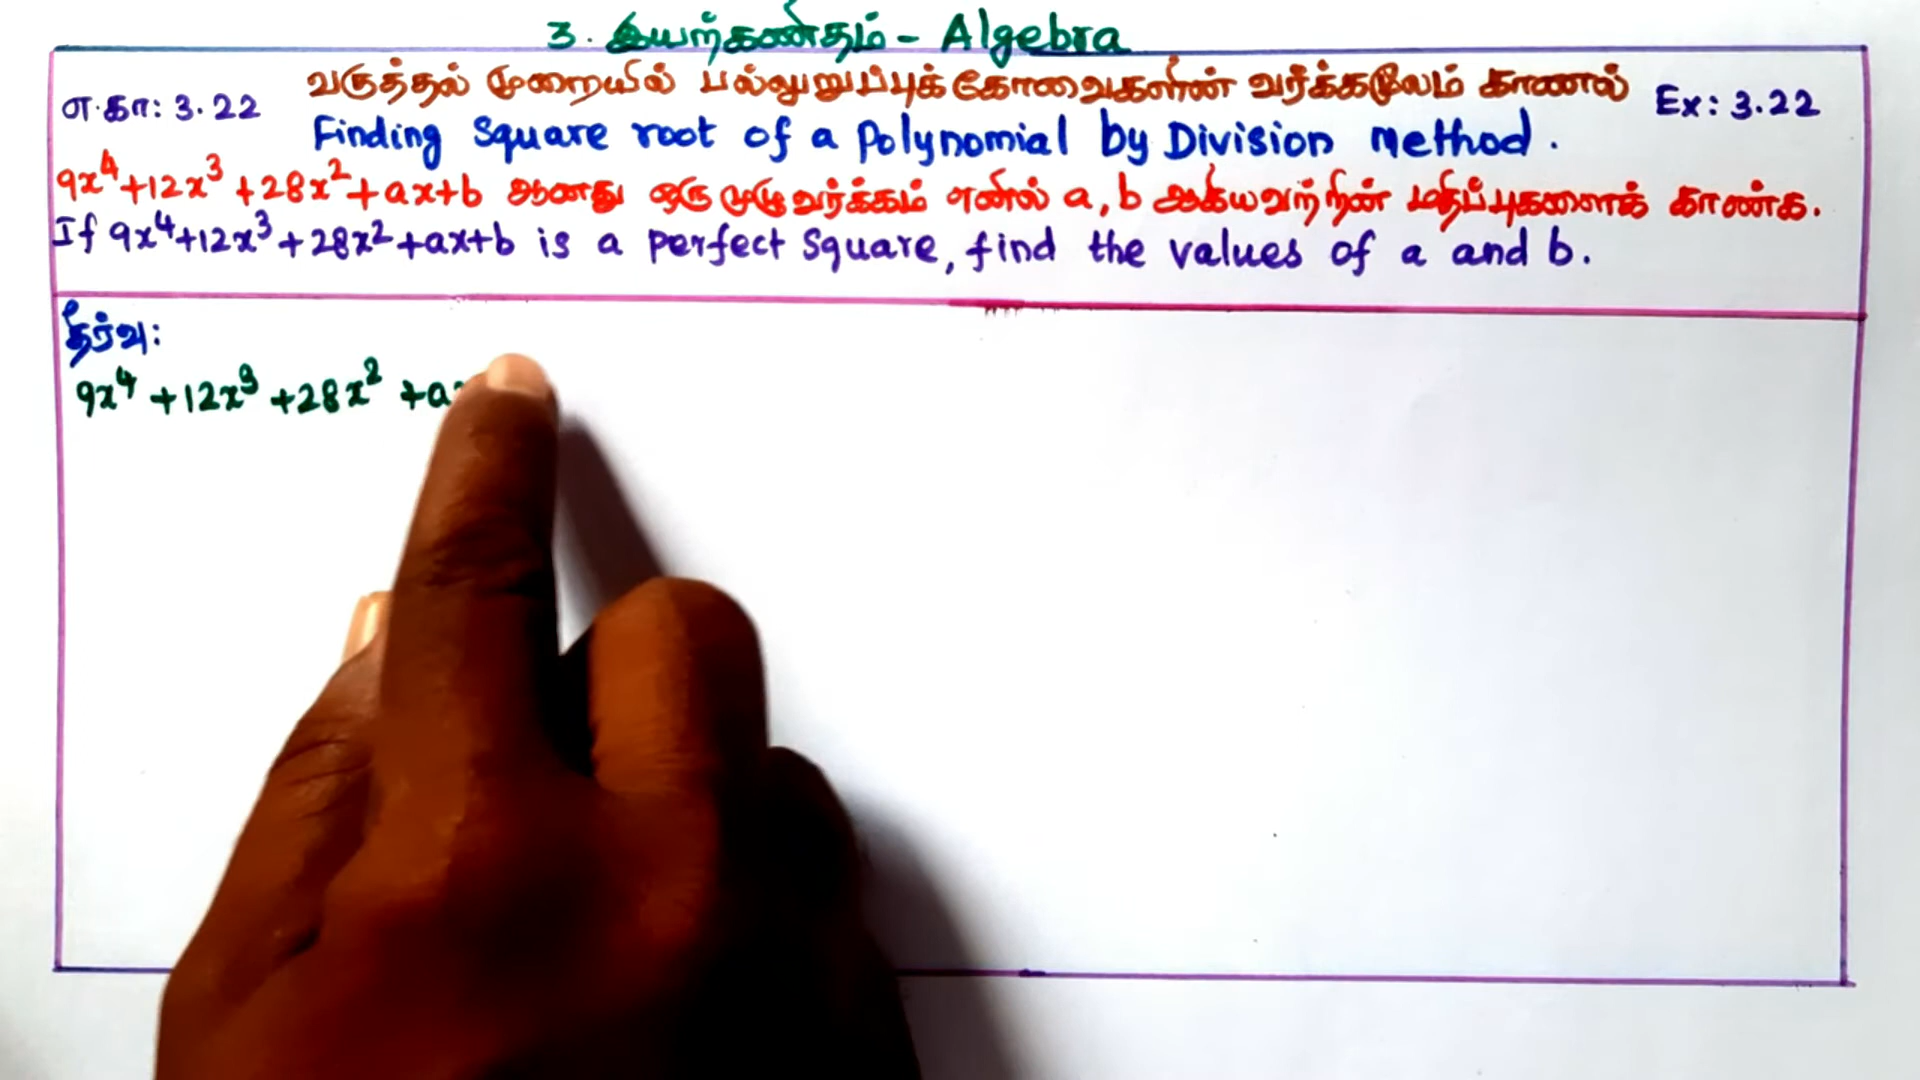 3. இயற்கணிதம் - Algebra
எ.கா: 3.22 வகுத்தல் முறையில் பல்லுறுப்புக்கோவைகளின் வர்க்கமூலம் காணல் Ex: 3.22
Finding Square root of a Polynomial by Division method.
9x⁴+12x³+28x²+ax+b ஆனது ஒரு முழு வர்க்கம் எனில் a, b ஆகியவற்றின் மதிப்புகளைக் காண்க.
If 9x⁴+12x³+28x²+ax+b is a perfect square, find the values of a and b.
தீர்வு:
9x⁴ +12x³ +28x² +a